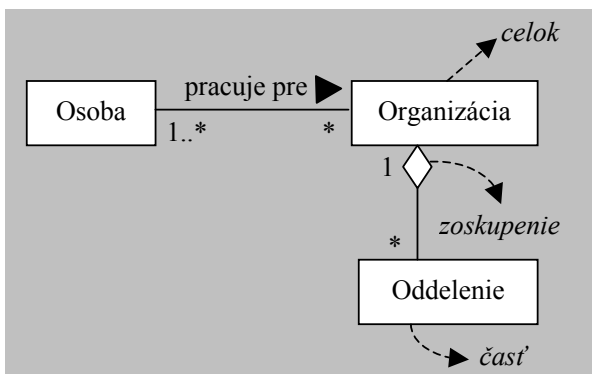 celok
pracuje pre
Osoba
Organizácia
1..*
*
1
zoskupenie
*
Oddelenie
časť